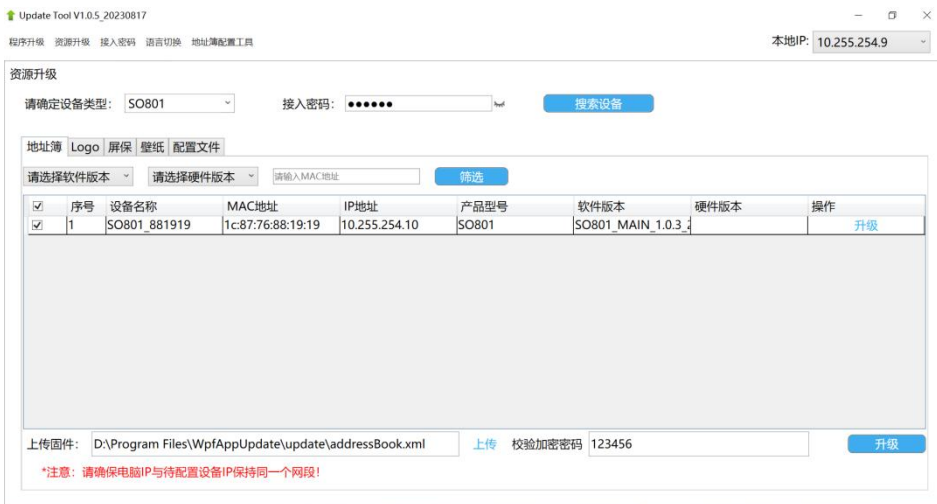 Update Tool V1.0.5_20230817
程序升级 资源升级 接入密码 语言切换 地址簿配置工具 本地IP: 10.255.254.9
资源升级
请确定设备类型: SO801 接入密码: ●●●●●● 搜索设备
地址簿 Logo 屏保 壁纸 配置文件
请选择软件版本 请选择硬件版本 请输入MAC地址 筛选
序号 设备名称 MAC地址 IP地址 产品型号 软件版本 硬件版本 操作
1 SO801_881919 1c:87:76:88:19:19 10.255.254.10 SO801 SO801_MAIN_1.0.3_ 升级
上传固件: D:\Program Files\WpfAppUpdate\update\addressBook.xml 上传 校验加密密码 123456 升级
*注意：请确保电脑IP与待配置设备IP保持同一个网段！